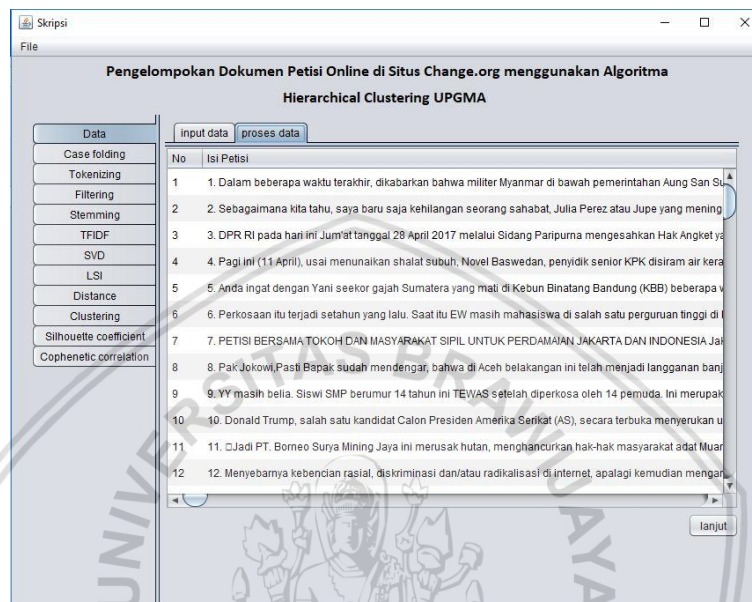 Skripsi
File
Pengelompokan Dokumen Petisi Online di Situs Change.org menggunakan Algoritma
Hierarchical Clustering UPGMA
Data
Case folding
Tokenizing
Filtering
Stemming
TFIDF
SVD
LSI
Distance
Clustering
Silhouette coefficient
Cophenetic correlation
input data proses data
No Isi Petisi
1 1. Dalam beberapa waktu terakhir, dikabarkan bahwa militer Myanmar di bawah pemerintahan Aung San Su
2 2. Sebagaimana kita tahu, saya baru saja kehilangan seorang sahabat, Julia Perez atau Jupe yang mening
3 3. DPR RI pada hari ini Jum'at tanggal 28 April 2017 melalui Sidang Paripurna mengesahkan Hak Angket ya
4 4. Pagi ini (11 April), usai menunaikan shalat subuh, Novel Baswedan, penyidik senior KPK disiram air kera
5 5. Anda ingat dengan Yani seekor gajah Sumatera yang mati di Kebun Binatang Bandung (KBB) beberapa
6 6. Perkosaan itu terjadi setahun yang lalu. Saat itu EW masih mahasiswa di salah satu perguruan tinggi di
7 7. PETISI BERSAMA TOKOH DAN MASYARAKAT SIPIL UNTUK PERDAMAIAN JAKARTA DAN INDONESIA Jak
8 8. Pak Jokowi,Pasti Bapak sudah mendengar, bahwa di Aceh belakangan ini telah menjadi langganan banj
9 9. YY masih belia. Siswi SMP berumur 14 tahun ini TEWAS setelah diperkosa oleh 14 pemuda. Ini merupak
10 10. Donald Trump, salah satu kandidat Calon Presiden Amerika Serikat (AS), secara terbuka menyerukan u
11 11. □Jadi PT. Borneo Surya Mining Jaya ini merusak hutan, menghancurkan hak-hak masyarakat adat Muar
12 12. Menyebarnya kebencian rasial, diskriminasi dan/atau radikalisasi di internet, apalagi kemudian mengar
lanjut
UNIVERSITAS BRAWIJAYA